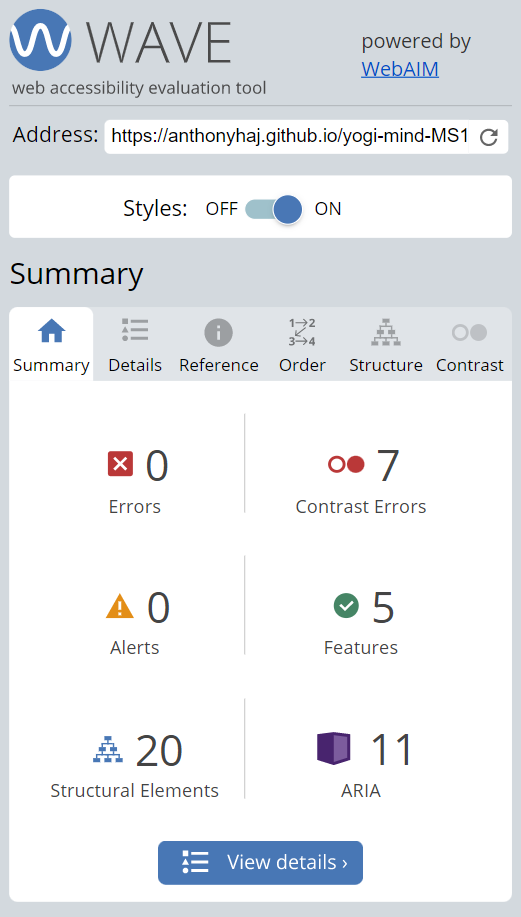 WAVE
web accessibility evaluation tool
powered by
WebAIM
Address: https://anthonyhaj.github.io/yogi-mind-MS1
Styles: OFF ON
Summary
1 2
3 4
Summary Details Reference Order Structure Contrast
0 7
Errors Contrast Errors
0 5
Alerts Features
20 11
Structural Elements ARIA
View details ›